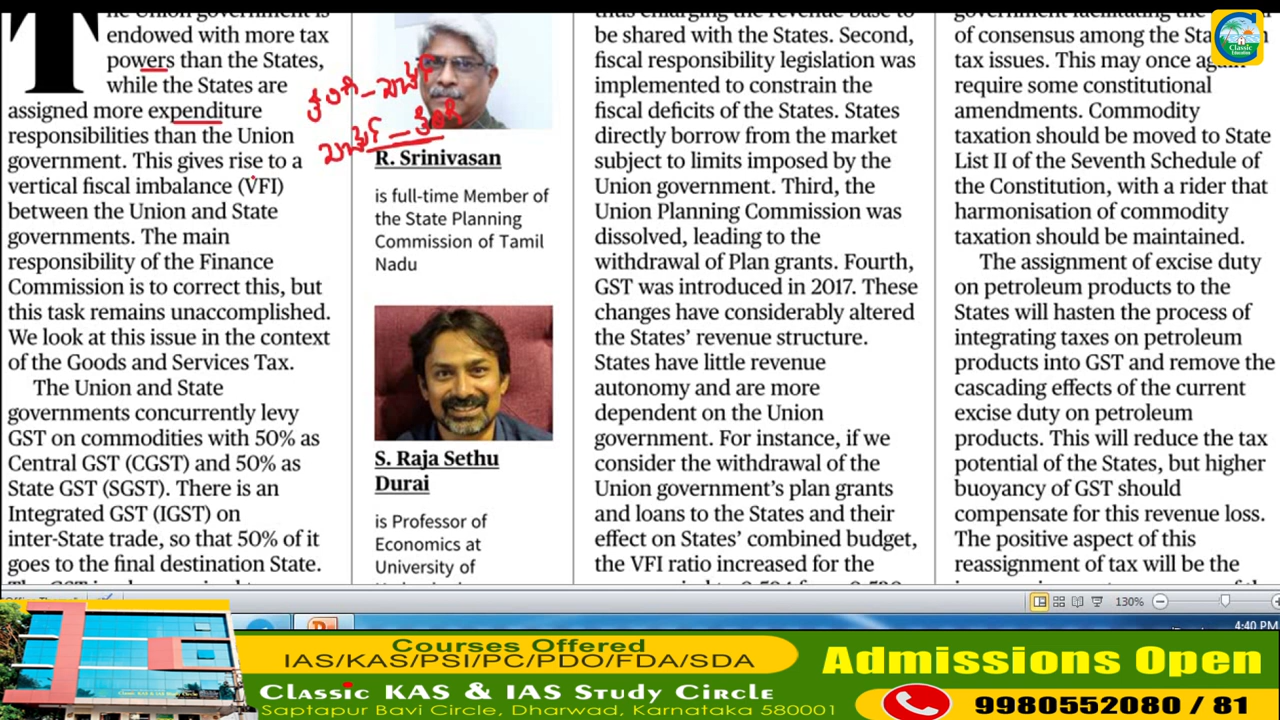 he Union government is
endowed with more tax
powers than the States,
while the States are
assigned more expenditure
responsibilities than the Union
government. This gives rise to a
vertical fiscal imbalance (VFI)
between the Union and State
governments. The main
responsibility of the Finance
Commission is to correct this, but
this task remains unaccomplished.
We look at this issue in the context
of the Goods and Services Tax.
The Union and State
governments concurrently levy
GST on commodities with 50% as
Central GST (CGST) and 50% as
State GST (SGST). There is an
Integrated GST (IGST) on
inter-State trade, so that 50% of it
goes to the final destination State.
R. Srinivasan
is full-time Member of
the State Planning
Commission of Tamil
Nadu
S. Raja Sethu
Durai
is Professor of
Economics at
University of
thus enlarging the revenue base to
be shared with the States. Second,
fiscal responsibility legislation was
implemented to constrain the
fiscal deficits of the States. States
directly borrow from the market
subject to limits imposed by the
Union government. Third, the
Union Planning Commission was
dissolved, leading to the
withdrawal of Plan grants. Fourth,
GST was introduced in 2017. These
changes have considerably altered
the States' revenue structure.
States have little revenue
autonomy and are more
dependent on the Union
government. For instance, if we
consider the withdrawal of the
Union government's plan grants
and loans to the States and their
effect on States' combined budget,
the VFI ratio increased for the
government facilitating the
of consensus among the
tax issues. This may once again
require some constitutional
amendments. Commodity
taxation should be moved to State
List II of the Seventh Schedule of
the Constitution, with a rider that
harmonisation of commodity
taxation should be maintained.
The assignment of excise duty
on petroleum products to the
States will hasten the process of
integrating taxes on petroleum
products into GST and remove the
cascading effects of the current
excise duty on petroleum
products. This will reduce the tax
potential of the States, but higher
buoyancy of GST should
compensate for this revenue loss.
The positive aspect of this
reassignment of tax will be the
Classic
Education
130%
4:40 PM
Courses Offered
IAS/KAS/PSI/PC/PDO/FDA/SDA
Classic KAS & IAS Study Circle
Saptapur Bavi Circle, Dharwad, Karnataka 580001
Admissions Open
9980552080 / 81